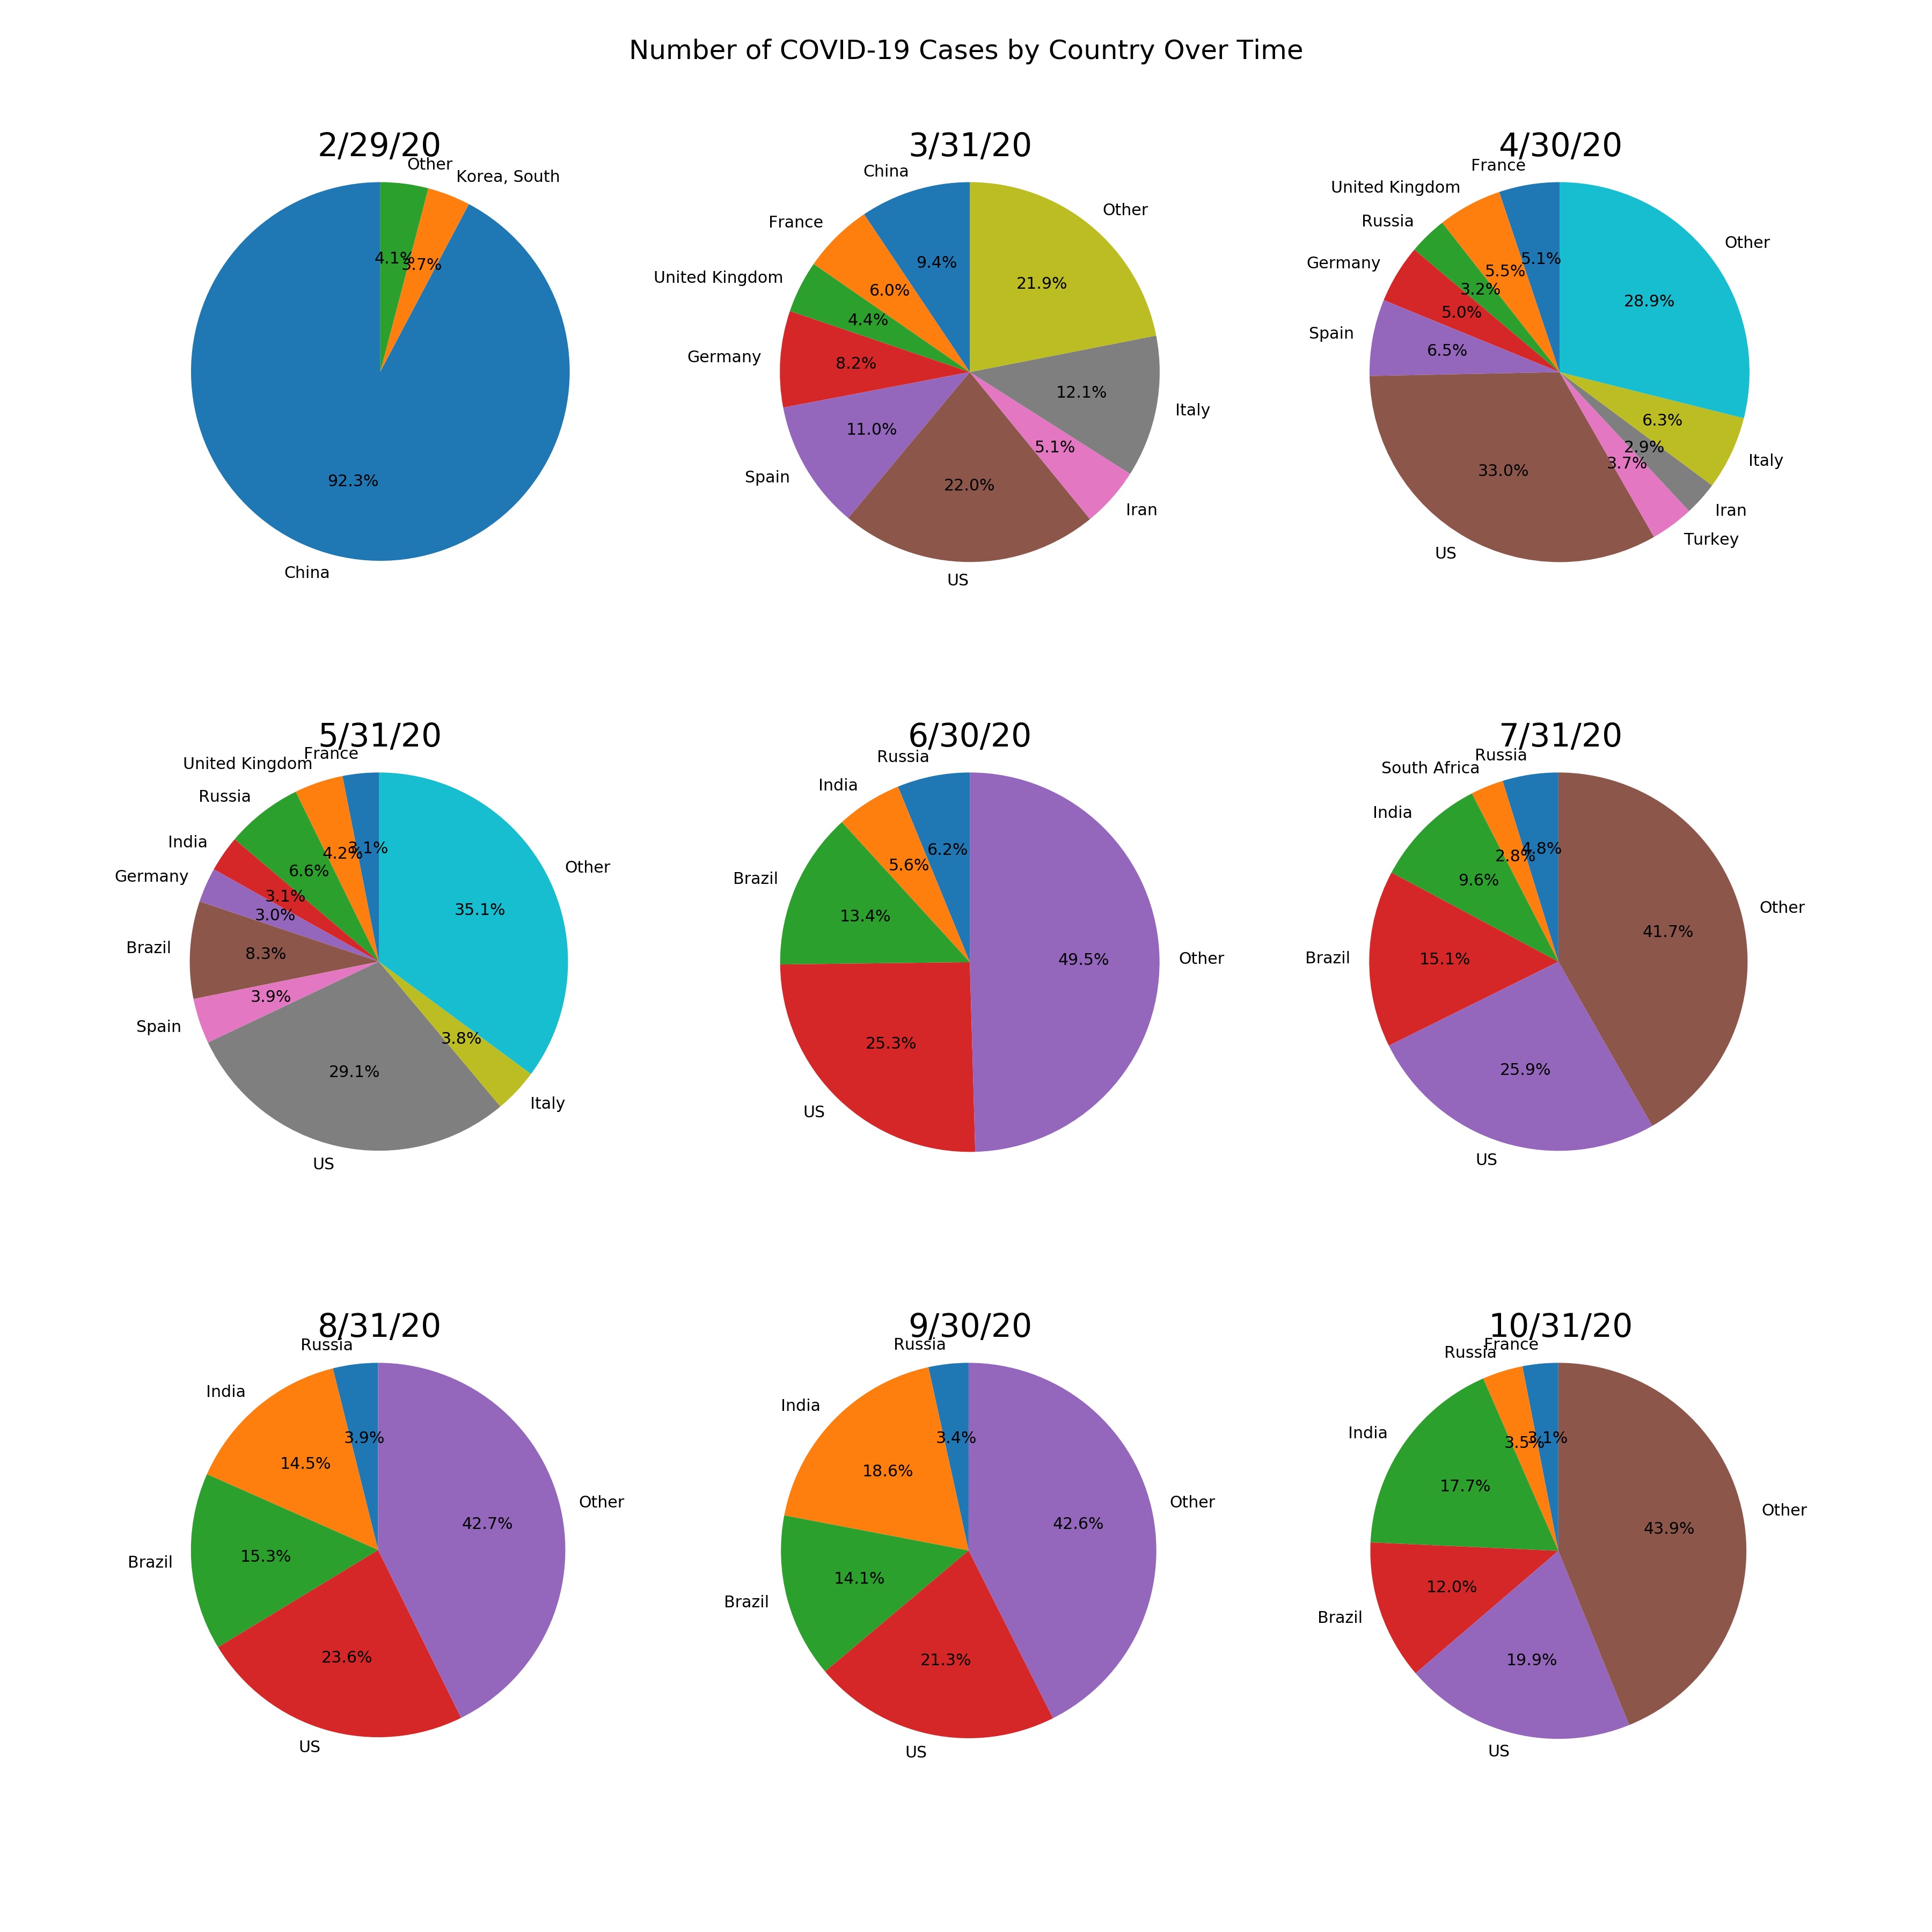 Number of COVID-19 Cases by Country Over Time
2/29/20
Other
Korea, South
4.1%
3.7%
92.3%
China
3/31/20
China
France
United Kingdom
Germany
Spain
US
Iran
Italy
Other
9.4%
6.0%
4.4%
8.2%
11.0%
22.0%
5.1%
12.1%
21.9%
4/30/20
France
United Kingdom
Russia
Germany
Spain
US
Turkey
Iran
Italy
Other
5.1%
5.5%
3.2%
5.0%
6.5%
33.0%
3.7%
2.9%
6.3%
28.9%
5/31/20
France
United Kingdom
Russia
India
Germany
Brazil
Spain
US
Italy
Other
3.1%
4.2%
6.6%
3.1%
3.0%
8.3%
3.9%
29.1%
3.8%
35.1%
6/30/20
Russia
India
Brazil
US
Other
6.2%
5.6%
13.4%
25.3%
49.5%
7/31/20
Russia
South Africa
India
Brazil
US
Other
4.8%
2.8%
9.6%
15.1%
25.9%
41.7%
8/31/20
Russia
India
Brazil
US
Other
3.9%
14.5%
15.3%
23.6%
42.7%
9/30/20
Russia
India
Brazil
US
Other
3.4%
18.6%
14.1%
21.3%
42.6%
10/31/20
France
Russia
India
Brazil
US
Other
3.1%
3.5%
17.7%
12.0%
19.9%
43.9%